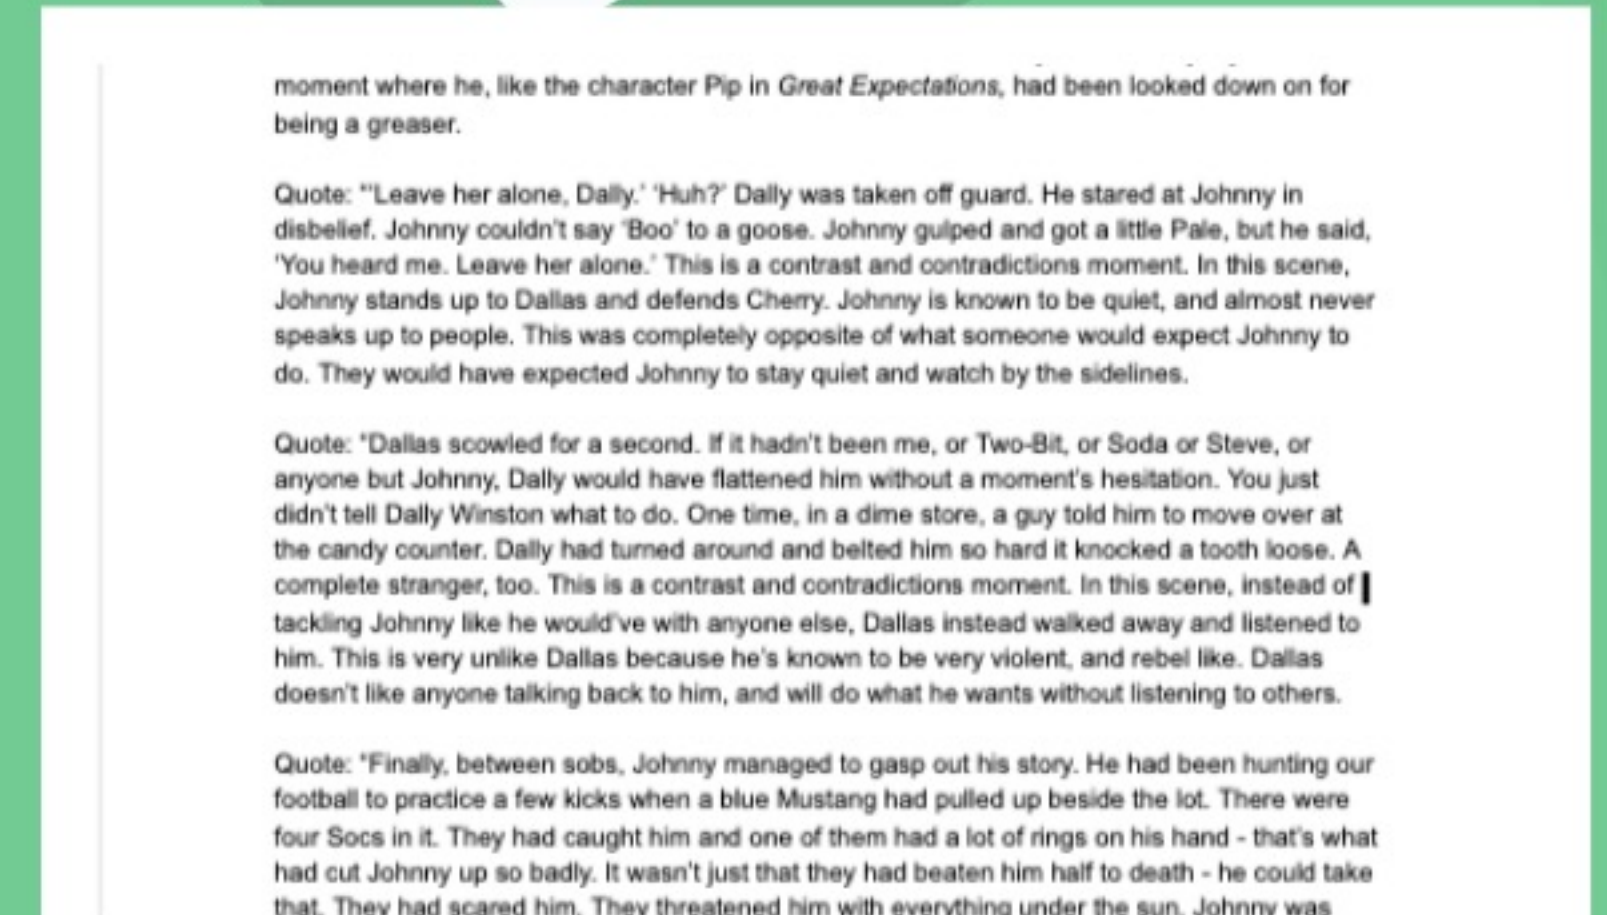 moment where he, like the character Pip in Great Expectations, had been looked down on for
being a greaser.
Quote: "'Leave her alone, Dally.' 'Huh?' Dally was taken off guard. He stared at Johnny in
disbelief. Johnny couldn't say 'Boo' to a goose. Johnny gulped and got a little Pale, but he said,
'You heard me. Leave her alone.' This is a contrast and contradictions moment. In this scene,
Johnny stands up to Dallas and defends Cherry. Johnny is known to be quiet, and almost never
speaks up to people. This was completely opposite of what someone would expect Johnny to
do. They would have expected Johnny to stay quiet and watch by the sidelines.
Quote: "Dallas scowled for a second. If it hadn't been me, or Two-Bit, or Soda or Steve, or
anyone but Johnny, Dally would have flattened him without a moment's hesitation. You just
didn't tell Dally Winston what to do. One time, in a dime store, a guy told him to move over at
the candy counter. Dally had turned around and belted him so hard it knocked a tooth loose. A
complete stranger, too. This is a contrast and contradictions moment. In this scene, instead of
tackling Johnny like he would've with anyone else, Dallas instead walked away and listened to
him. This is very unlike Dallas because he's known to be very violent, and rebel like. Dallas
doesn't like anyone talking back to him, and will do what he wants without listening to others.
Quote: "Finally, between sobs, Johnny managed to gasp out his story. He had been hunting our
football to practice a few kicks when a blue Mustang had pulled up beside the lot. There were
four Socs in it. They had caught him and one of them had a lot of rings on his hand - that's what
had cut Johnny up so badly. It wasn't just that they had beaten him half to death - he could take
that. They had scared him. They threatened him with everything under the sun. Johnny was